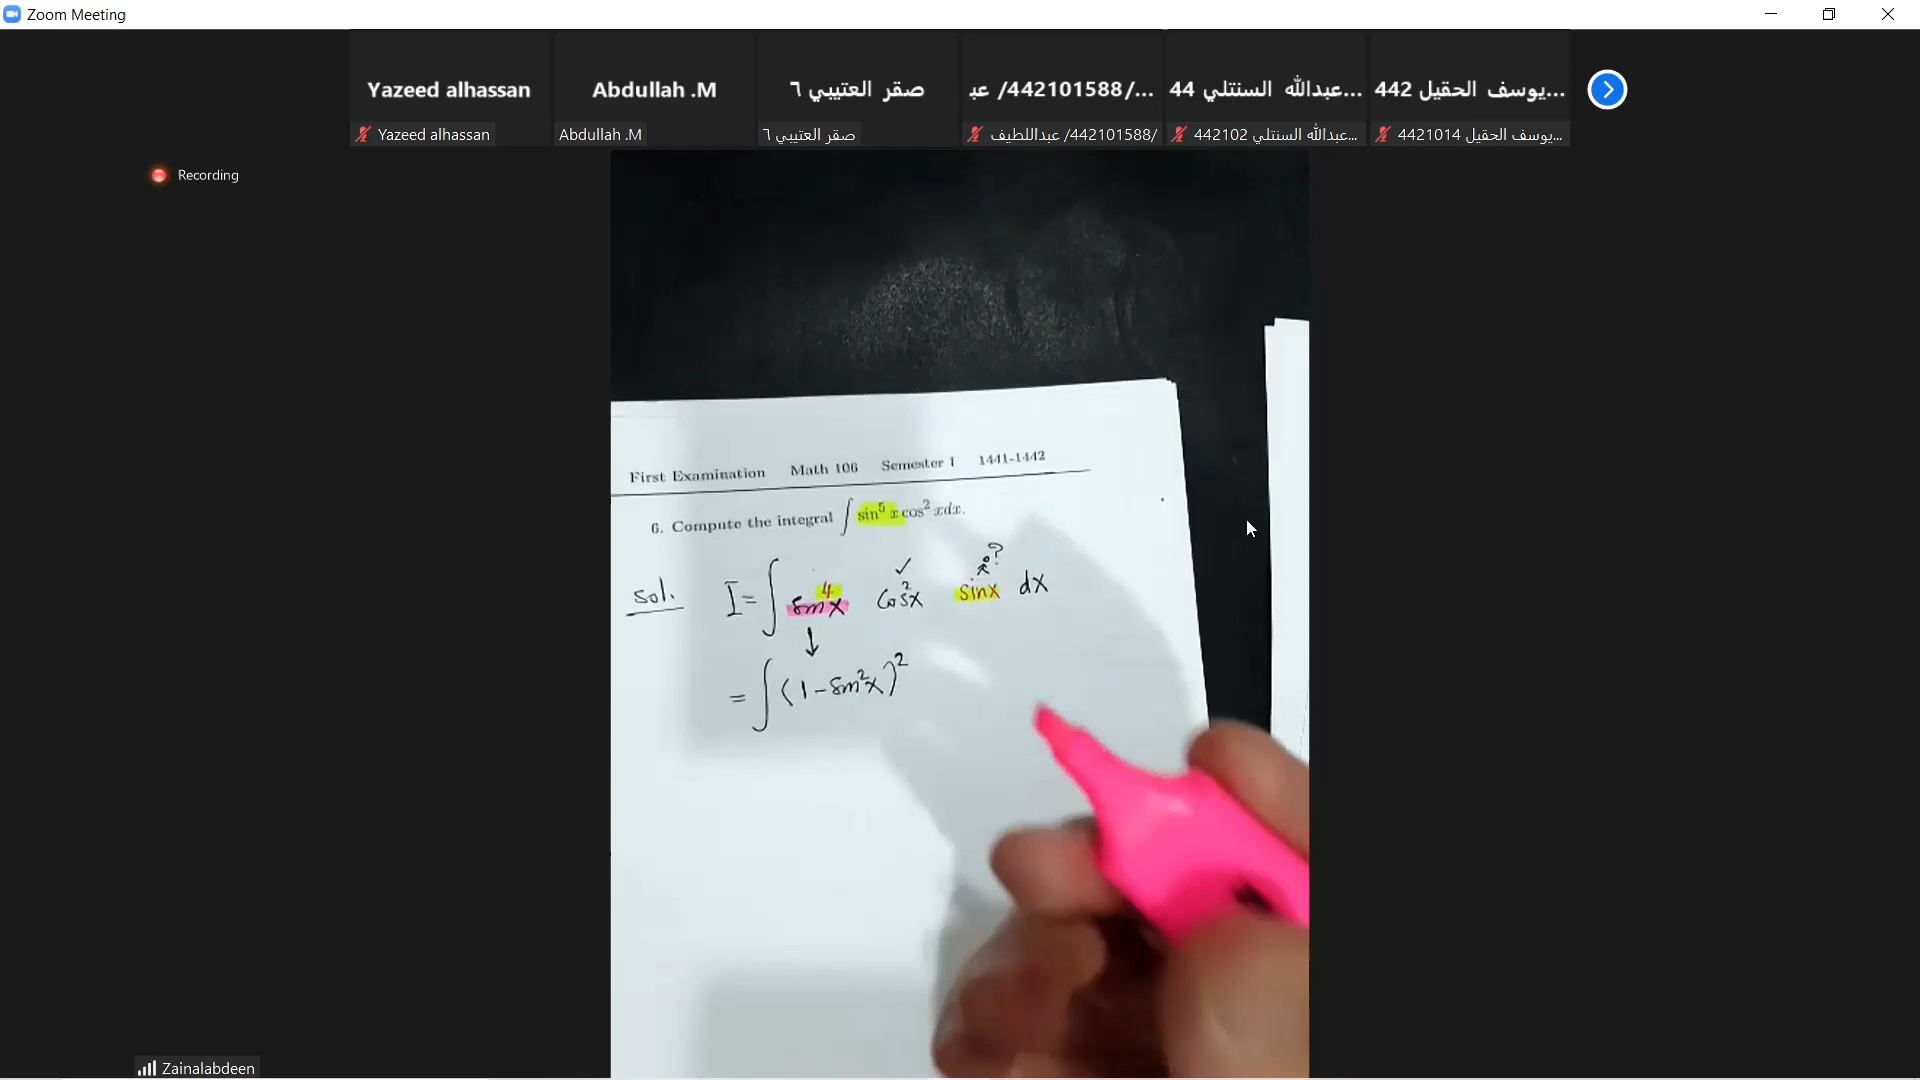 Zoom Meeting
Yazeed alhassan
Abdullah .M
صقر العتيبي ٦
عبد /442101588/...
عبدالله السنتلي 44...
يوسف الحقيل 442...
Yazeed alhassan
Abdullah .M
صقر العتيبي ٦
عبداللطيف /442101588/
عبدالله السنتلي 442102...
يوسف الحقيل 4421014...
Recording
First Examination Math 106 Semester I 1441-1442
6. Compute the integral ∫ sin⁵ x cos² xdx.
?
sol. I = ∫ sin⁴x cos²x sinx dx
= ∫ (1 - sin²x)²
Zainalabdeen